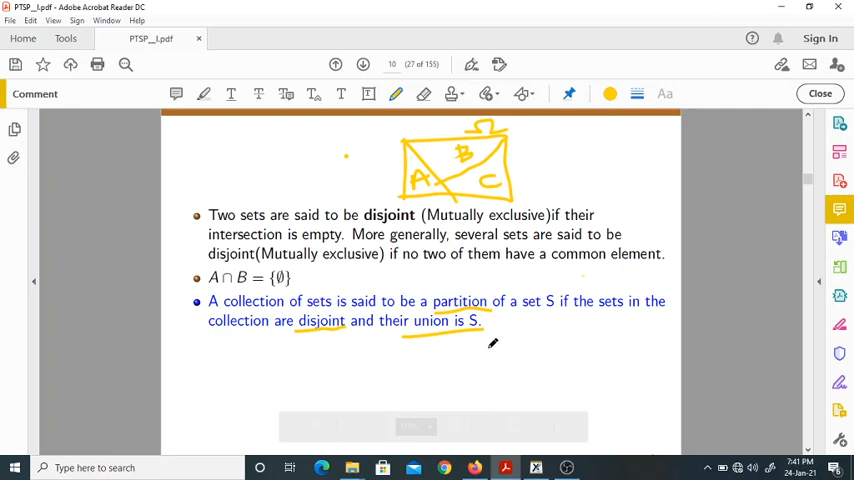 PTSP__I.pdf - Adobe Acrobat Reader DC
File Edit View Sign Window Help
Home Tools PTSP__I.pdf × Sign In
10 (27 of 155)
Comment Aa Close
Ω
B
A C
Two sets are said to be disjoint (Mutually exclusive)if their
intersection is empty. More generally, several sets are said to be
disjoint(Mutually exclusive) if no two of them have a common element.
A ∩ B = {∅}
A collection of sets is said to be a partition of a set S if the sets in the
collection are disjoint and their union is S.
Type here to search
7:41 PM
24-Jan-21